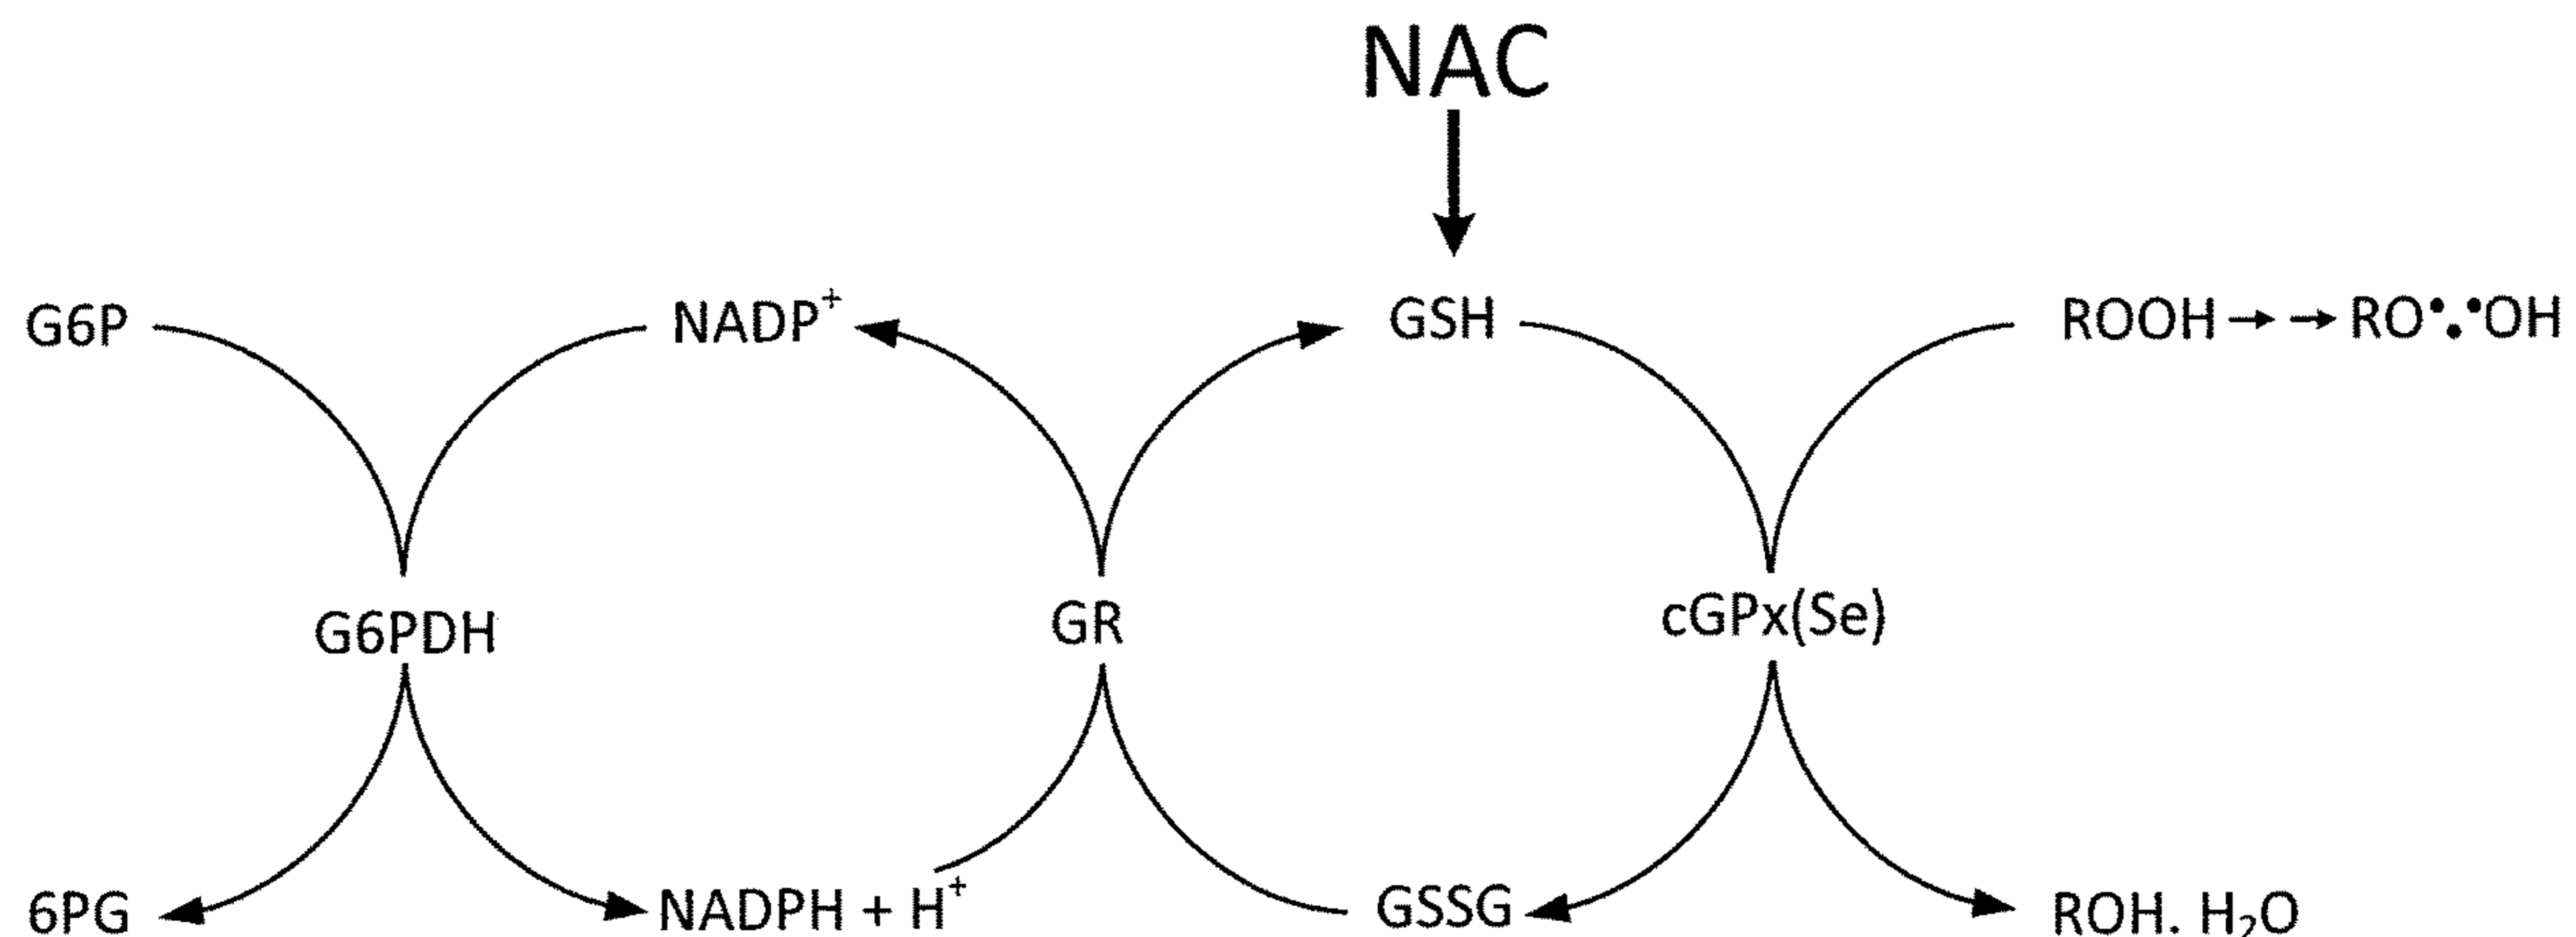 NAC
G6P NADP⁺ GSH ROOH → → RO•.•OH
G6PDH GR cGPx(Se)
6PG NADPH + H⁺ GSSG ROH. H₂O